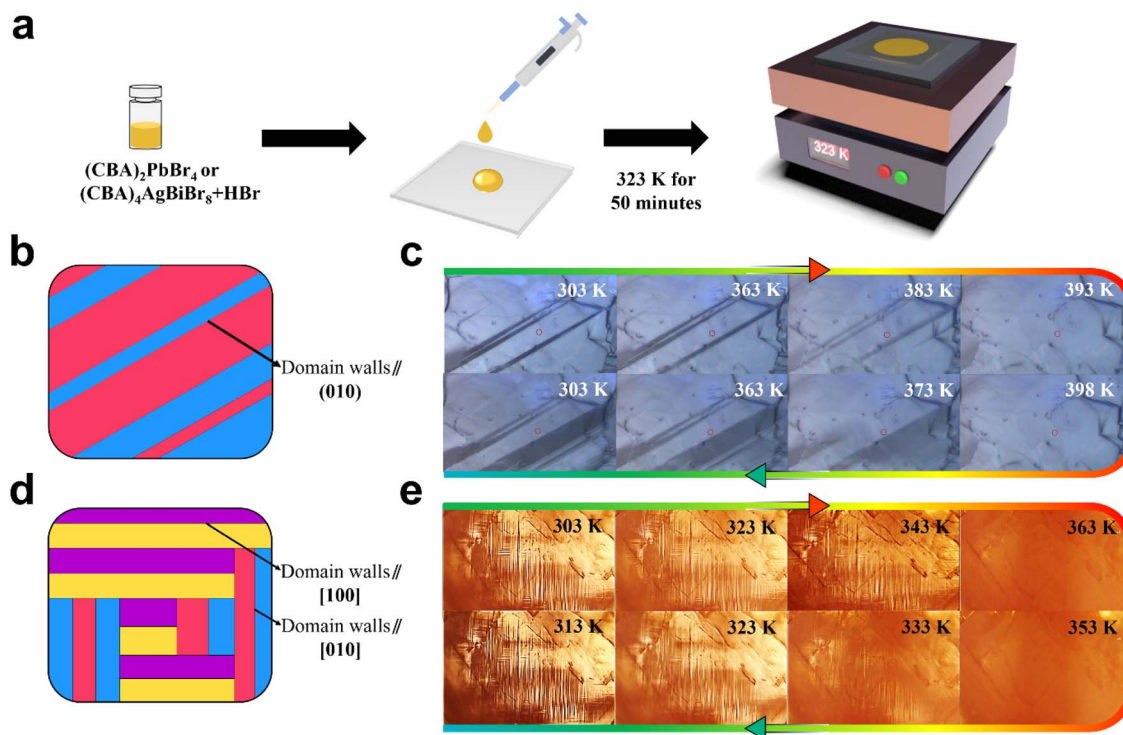 a
(CBA)₂PbBr₄ or
(CBA)₄AgBiBr₈+HBr
323 K for
50 minutes
323 K
b
Domain walls//
(010)
c
303 K
363 K
383 K
393 K
303 K
363 K
373 K
398 K
d
Domain walls//
[100]
Domain walls//
[010]
e
303 K
323 K
343 K
363 K
313 K
323 K
333 K
353 K